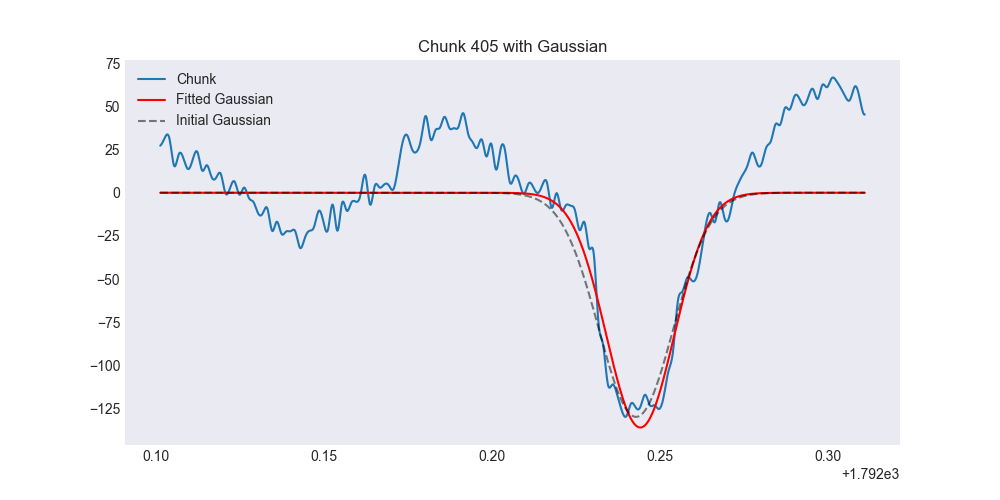 Chunk 405 with Gaussian
Chunk
Fitted Gaussian
Initial Gaussian
75
50
25
0
−25
−50
−75
−100
−125
0.10 0.15 0.20 0.25 0.30
+1.792e3